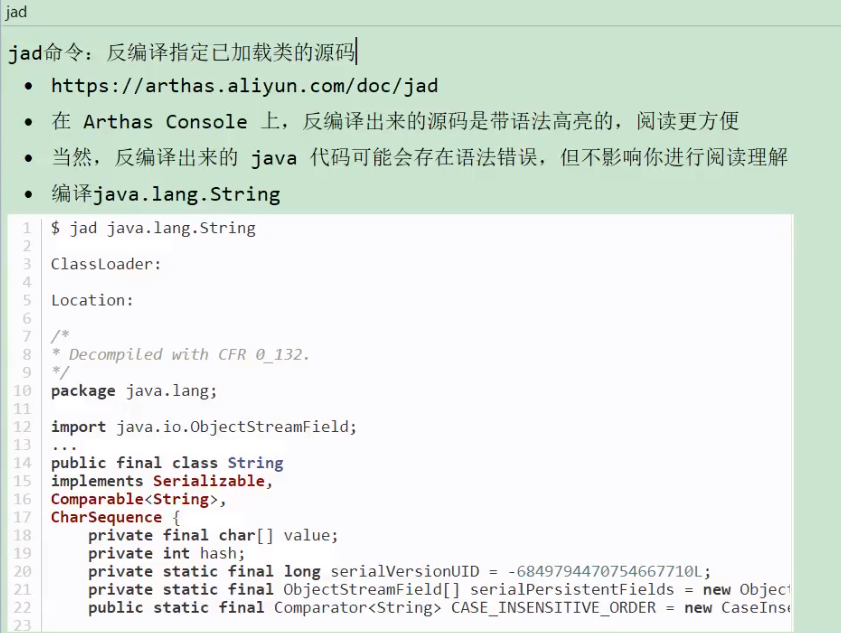 jad
jad命令：反编译指定已加载类的源码
• https://arthas.aliyun.com/doc/jad
• 在 Arthas Console 上，反编译出来的源码是带语法高亮的，阅读更方便
• 当然，反编译出来的 java 代码可能会存在语法错误，但不影响你进行阅读理解
• 编译java.lang.String
1 $ jad java.lang.String
2
3 ClassLoader:
4
5 Location:
6
7 /*
8 * Decompiled with CFR 0_132.
9 */
10 package java.lang;
11
12 import java.io.ObjectStreamField;
13 ...
14 public final class String
15 implements Serializable,
16 Comparable<String>,
17 CharSequence {
18     private final char[] value;
19     private int hash;
20     private static final long serialVersionUID = -6849794470754667710L;
21     private static final ObjectStreamField[] serialPersistentFields = new Object
22     public static final Comparator<String> CASE_INSENSITIVE_ORDER = new CaseInse
23